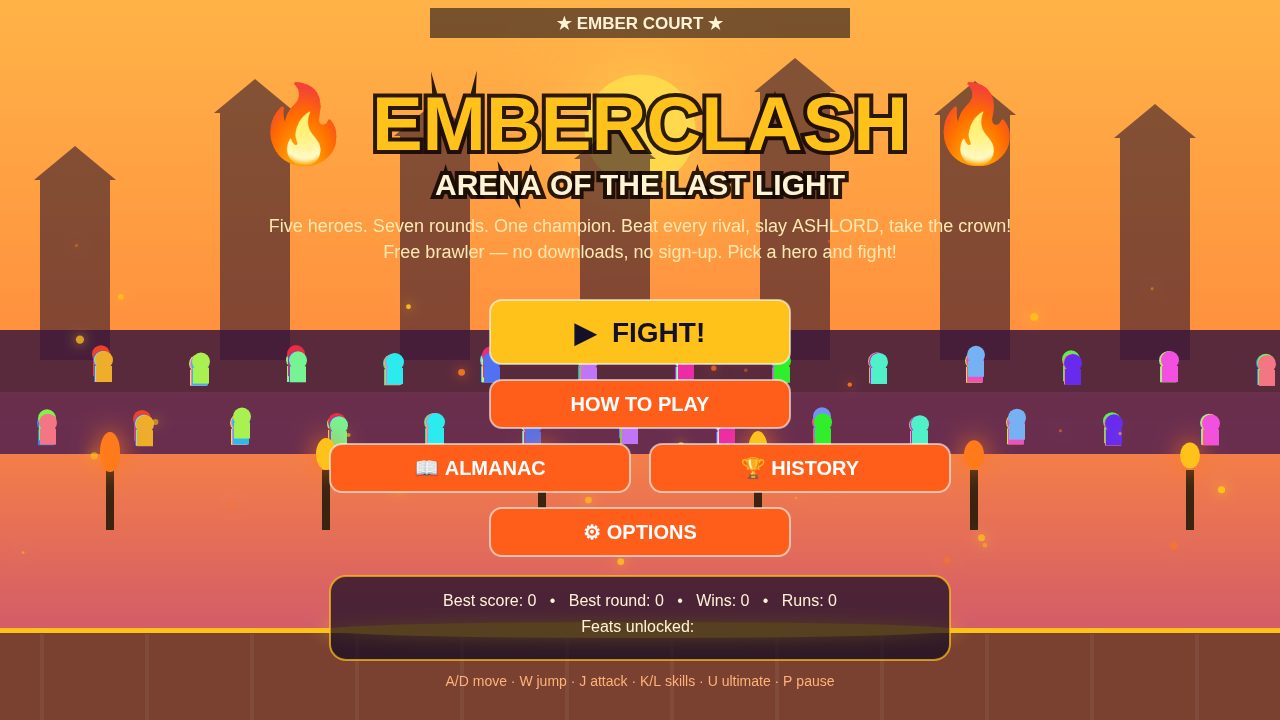 ★ EMBER COURT ★
🔥 EMBERCLASH 🔥
ARENA OF THE LAST LIGHT
Five heroes. Seven rounds. One champion. Beat every rival, slay ASHLORD, take the crown!
Free brawler — no downloads, no sign-up. Pick a hero and fight!
▶ FIGHT!
HOW TO PLAY
📖 ALMANAC
🏆 HISTORY
⚙ OPTIONS
Best score: 0 • Best round: 0 • Wins: 0 • Runs: 0
Feats unlocked:
A/D move · W jump · J attack · K/L skills · U ultimate · P pause